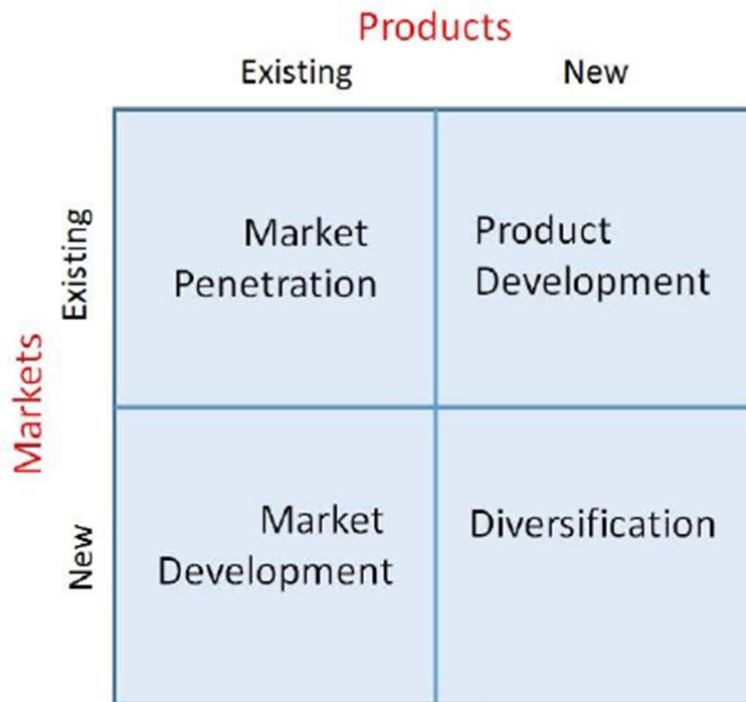 Products
Existing
New
Markets
Existing
Market
Penetration
Product
Development
New
Market
Development
Diversification